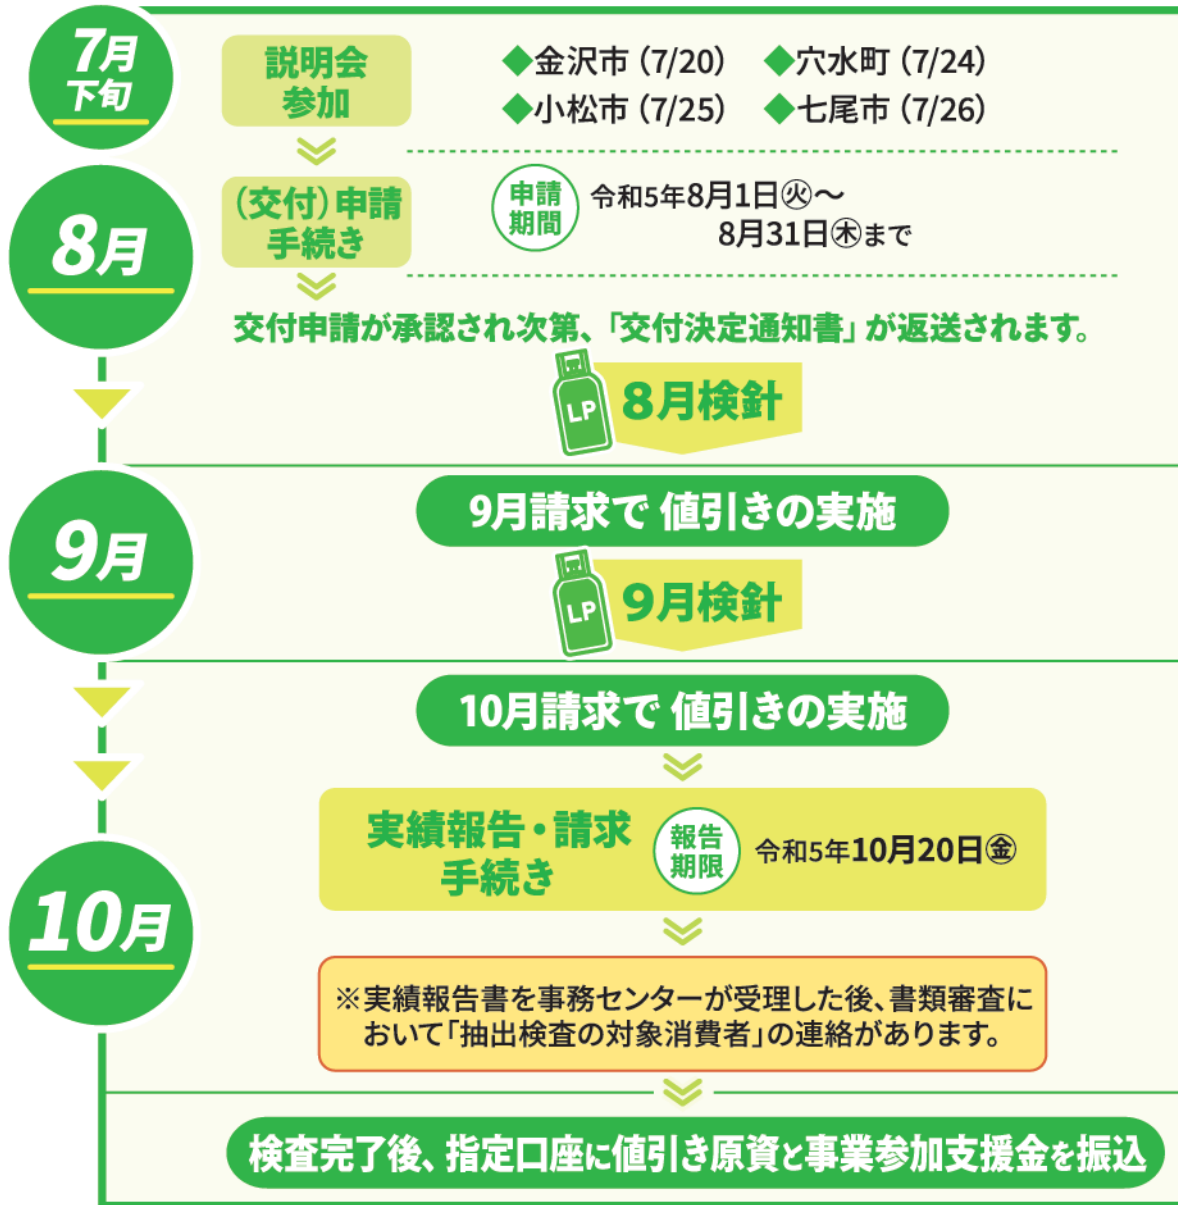 7月
下旬
説明会
参加
◆金沢市（7/20） ◆穴水町（7/24）
◆小松市（7/25） ◆七尾市（7/26）
8月
（交付）申請
手続き
申請
期間
令和5年8月1日㊋～
8月31日㊍まで
交付申請が承認され次第、「交付決定通知書」が返送されます。
LP
8月検針
9月
9月請求で 値引きの実施
LP
9月検針
10月請求で 値引きの実施
10月
実績報告・請求
手続き
報告
期限
令和5年10月20日㊎
※実績報告書を事務センターが受理した後、書類審査に
おいて「抽出検査の対象消費者」の連絡があります。
検査完了後、指定口座に値引き原資と事業参加支援金を振込